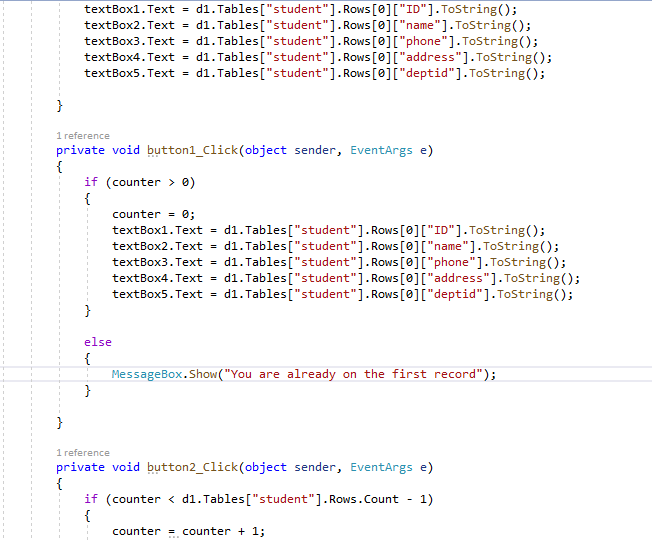 textBox1.Text = d1.Tables["student"].Rows[0]["ID"].ToString();
textBox2.Text = d1.Tables["student"].Rows[0]["name"].ToString();
textBox3.Text = d1.Tables["student"].Rows[0]["phone"].ToString();
textBox4.Text = d1.Tables["student"].Rows[0]["address"].ToString();
textBox5.Text = d1.Tables["student"].Rows[0]["deptid"].ToString();
}
1 reference
private void button1_Click(object sender, EventArgs e)
{
if (counter > 0)
{
counter = 0;
textBox1.Text = d1.Tables["student"].Rows[0]["ID"].ToString();
textBox2.Text = d1.Tables["student"].Rows[0]["name"].ToString();
textBox3.Text = d1.Tables["student"].Rows[0]["phone"].ToString();
textBox4.Text = d1.Tables["student"].Rows[0]["address"].ToString();
textBox5.Text = d1.Tables["student"].Rows[0]["deptid"].ToString();
}
else
{
MessageBox.Show("You are already on the first record");
}
}
1 reference
private void button2_Click(object sender, EventArgs e)
{
if (counter < d1.Tables["student"].Rows.Count - 1)
{
counter = counter + 1;